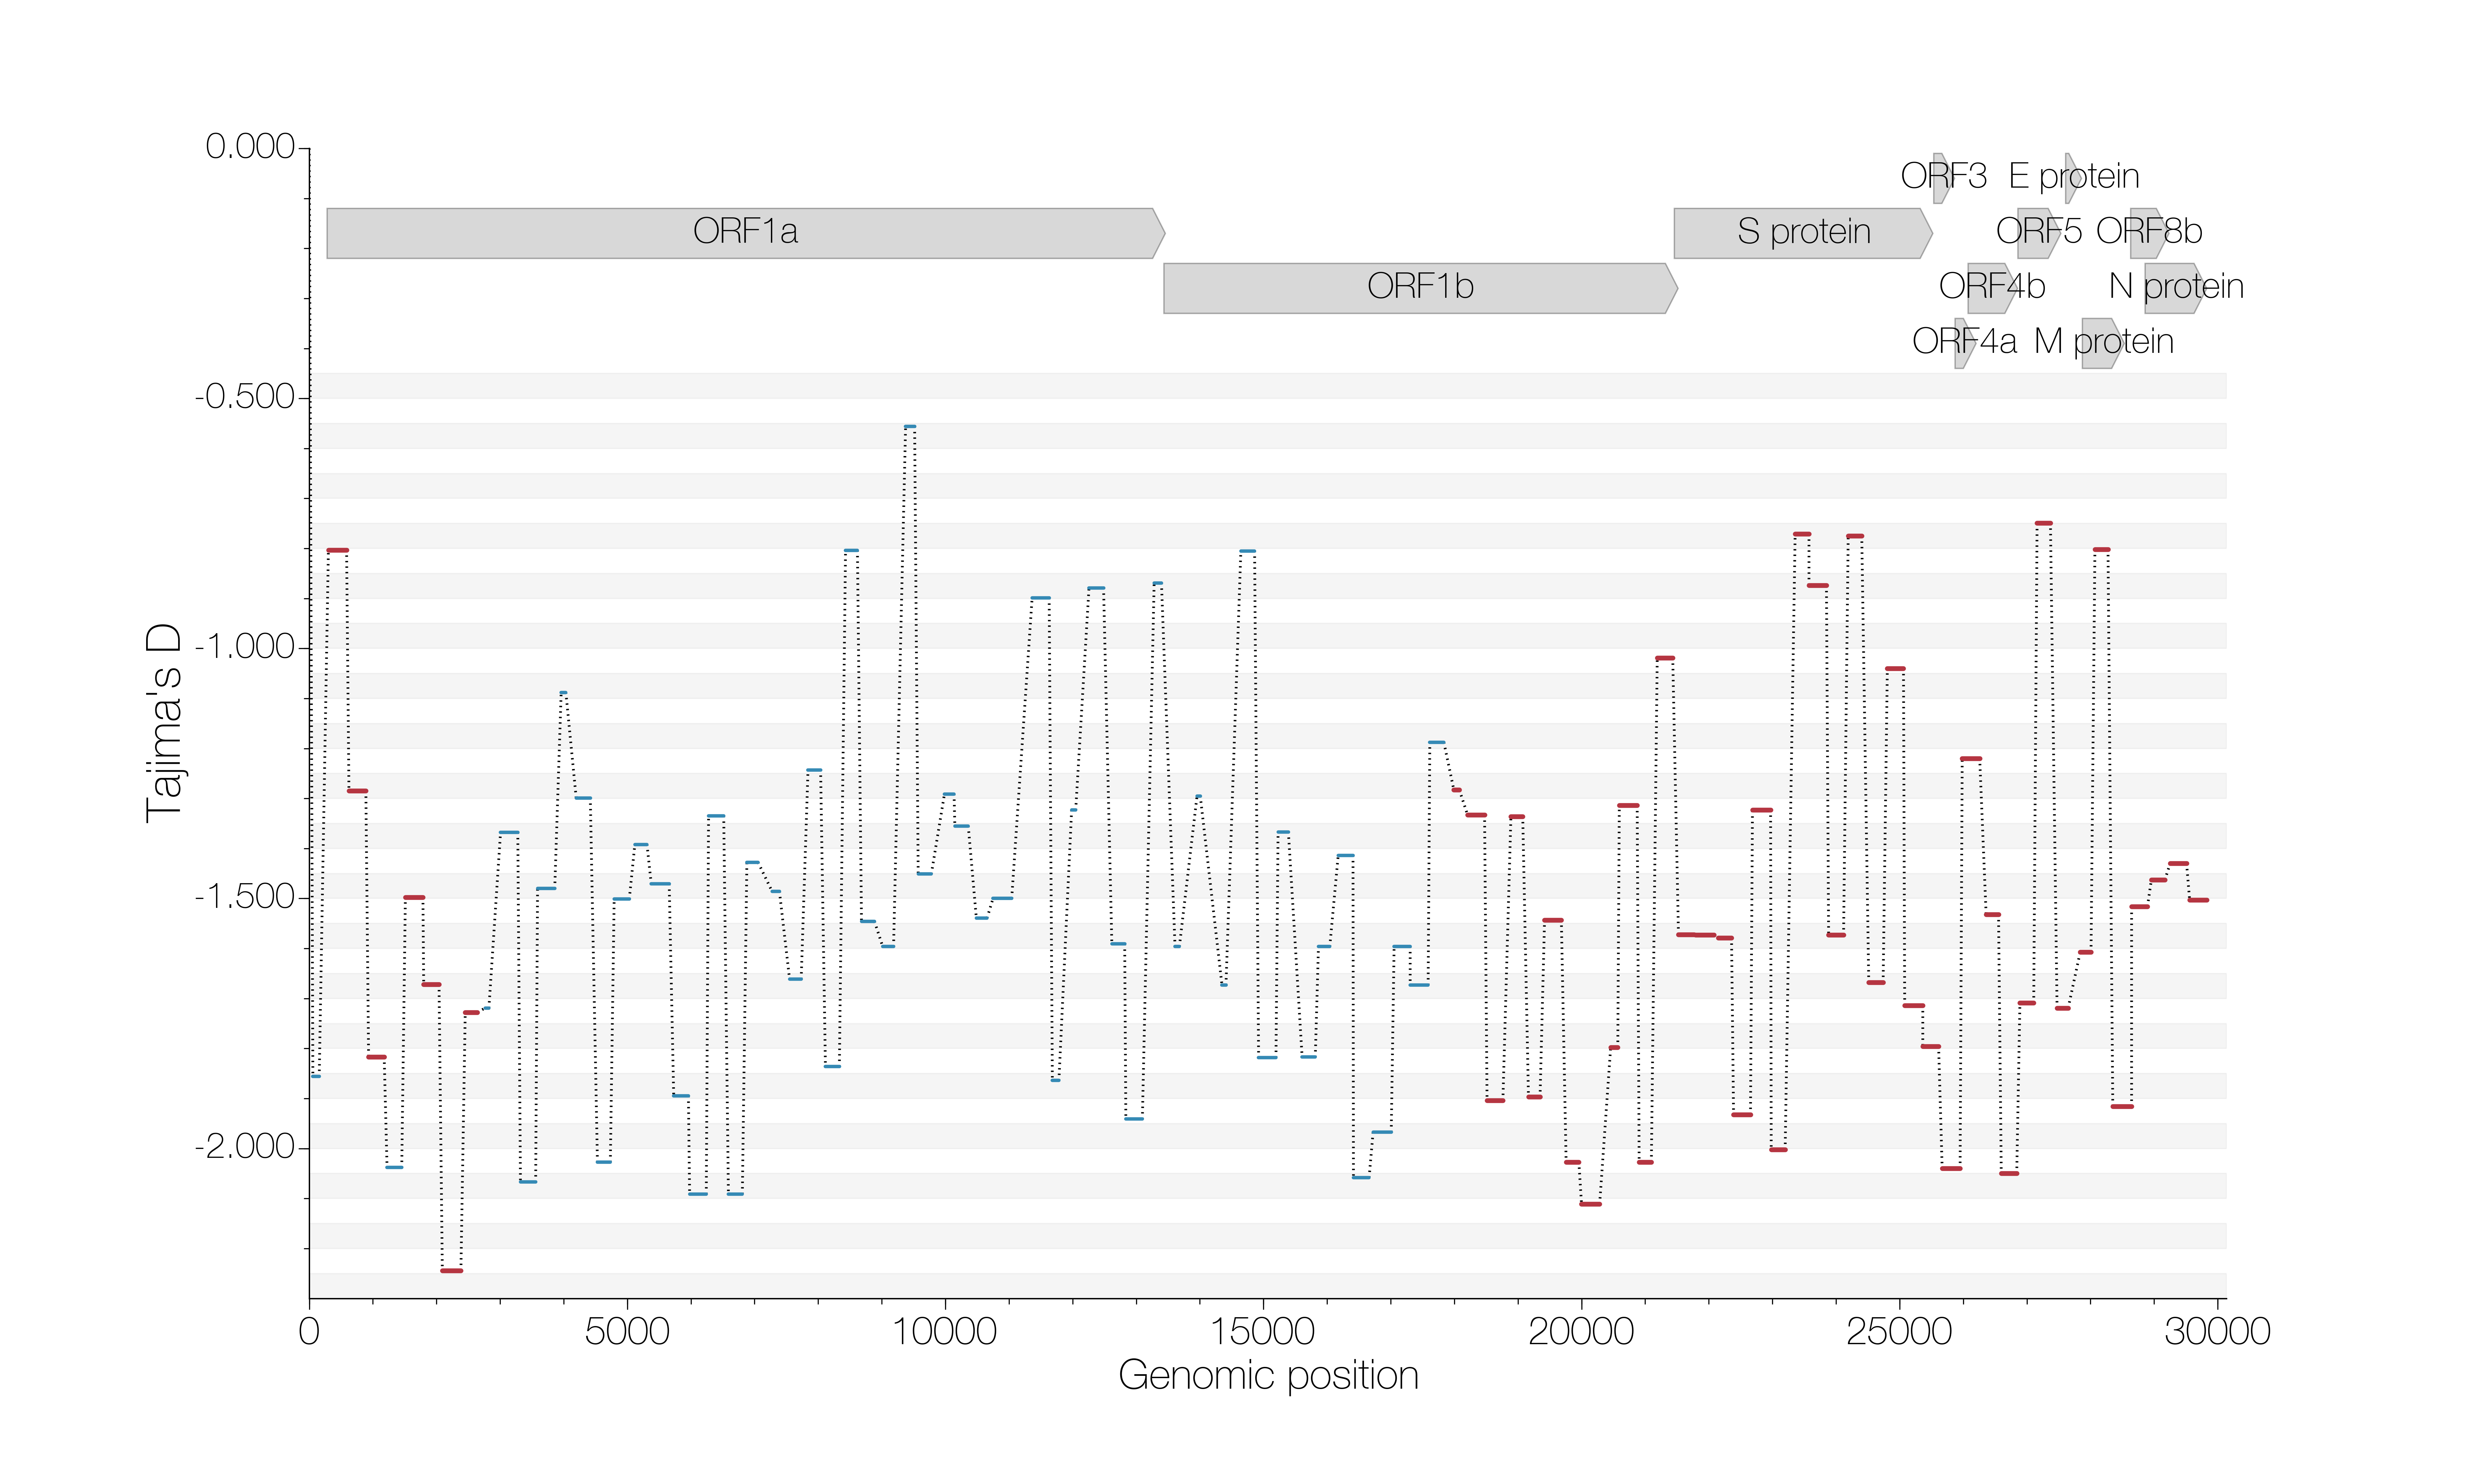 0.000
ORF3 E protein
ORF1a
S protein
ORF5 ORF8b
ORF1b
ORF4b
N protein
ORF4a M protein
-0.500
-1.000
-1.500
-2.000
Tajima's D
0 5000 10000 15000 20000 25000 30000
Genomic position